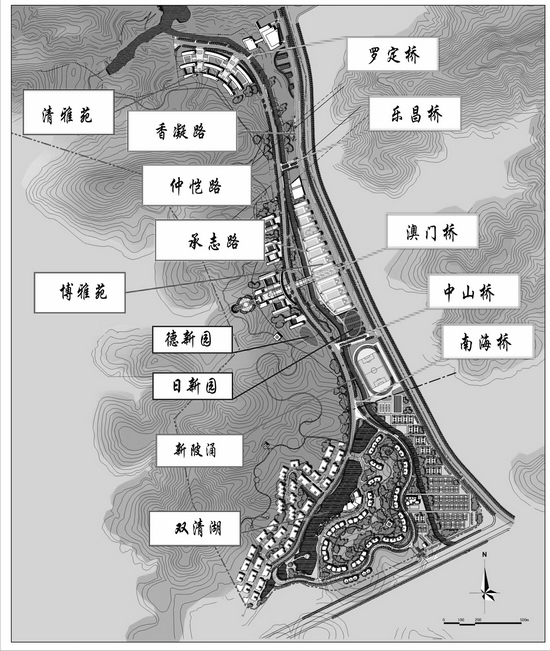 罗定桥
清雅苑
乐昌桥
香凝路
仲恺路
承志路
澳门桥
博雅苑
中山桥
德新园
南海桥
日新园
新陂涌
双清湖
N
0 100 200 500m